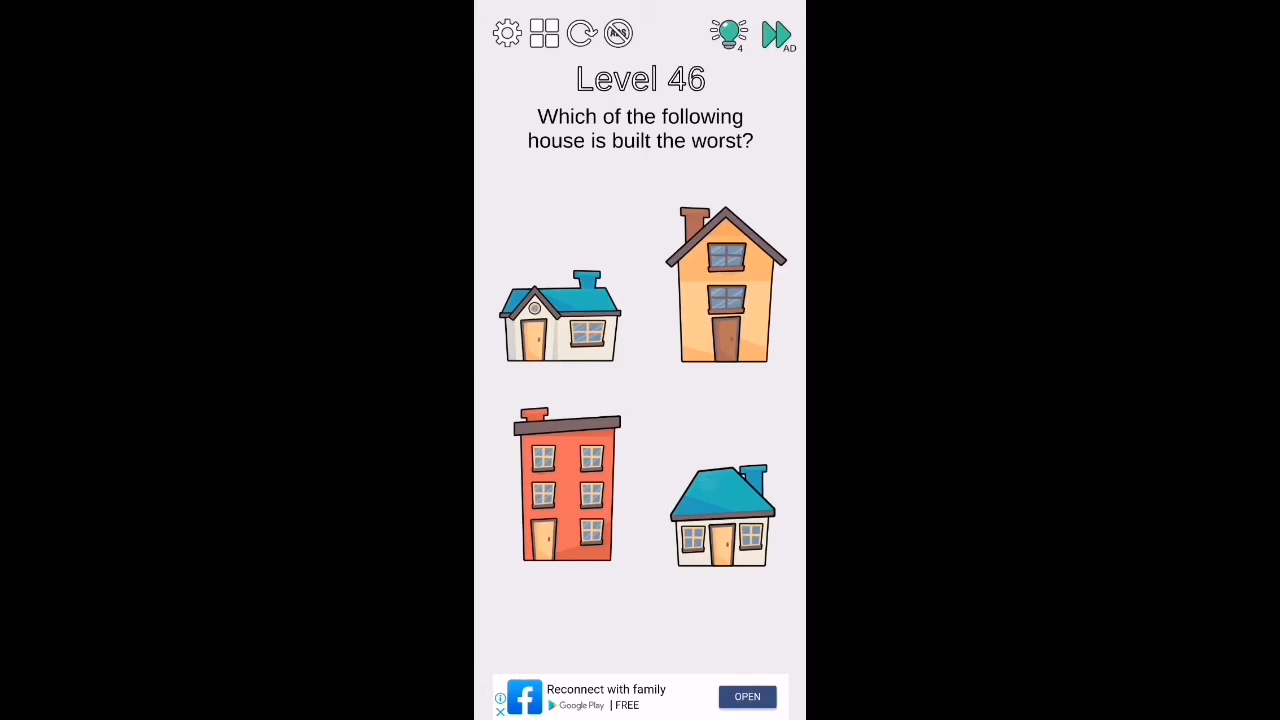 4
AD
Level 46
Which of the following
house is built the worst?
Reconnect with family
Google Play | FREE
OPEN